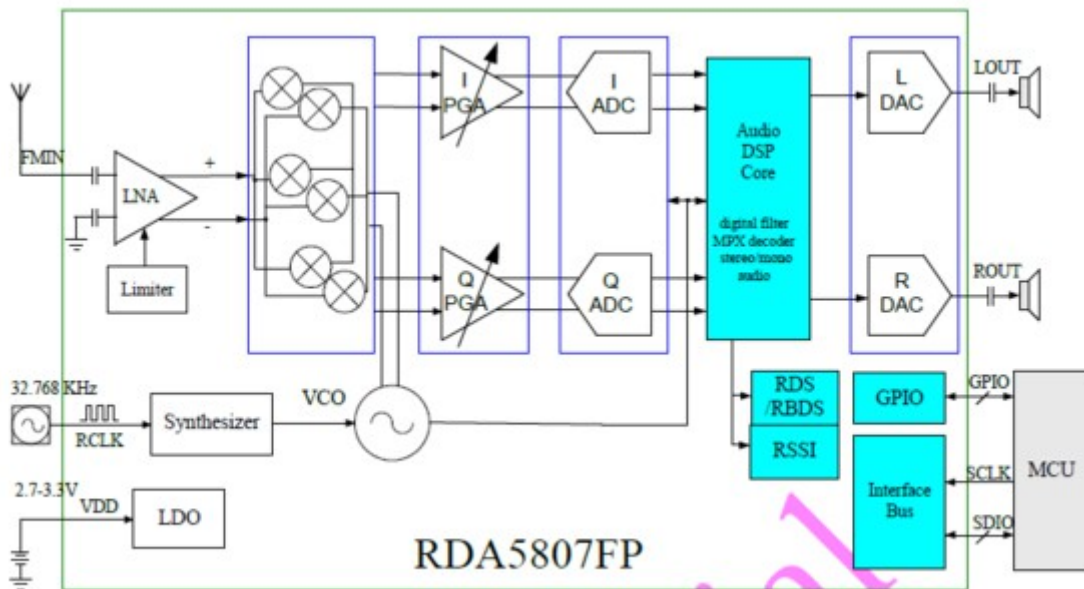 FMIN
LNA
+
-
Limiter
I
PGA
Q
PGA
I
ADC
Q
ADC
Audio
DSP
Core
digital filter
MPX decoder
stereo/mono
audio
L
DAC
R
DAC
LOUT
ROUT
32.768 KHz
RCLK
Synthesizer
VCO
RDS
/RBDS
RSSI
GPIO
GPIO
Interface
Bus
SCLK
SDIO
MCU
2.7-3.3V
VDD
LDO
RDA5807FP